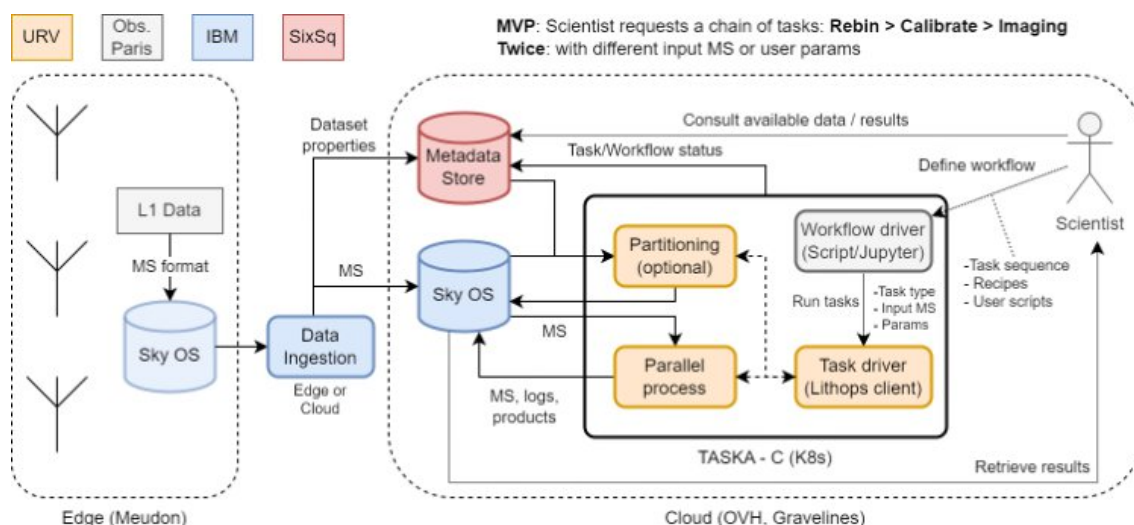 URV
Obs.
Paris
IBM
SixSq
MVP: Scientist requests a chain of tasks: Rebin > Calibrate > Imaging
Twice: with different input MS or user params
L1 Data
MS format
Sky OS
Data
Ingestion
Edge or
Cloud
Dataset
properties
MS
Metadata
Store
Sky OS
Consult available data / results
Task/Workflow status
Define workflow
Scientist
Partitioning
(optional)
Workflow driver
(Script/Jupyter)
-Task sequence
- Recipes
- User scripts
Run tasks
-Task type
- Input MS
- Params
MS
Parallel
process
Task driver
(Lithops client)
MS, logs,
products
TASKA - C (K8s)
Retrieve results
Edge (Meudon)
Cloud (OVH, Gravelines)